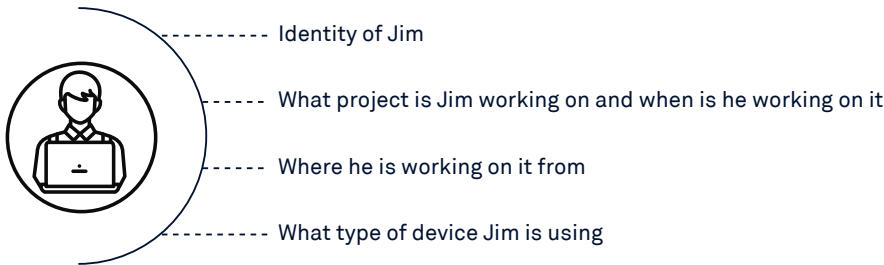 Identity of Jim
What project is Jim working on and when is he working on it
Where he is working on it from
What type of device Jim is using